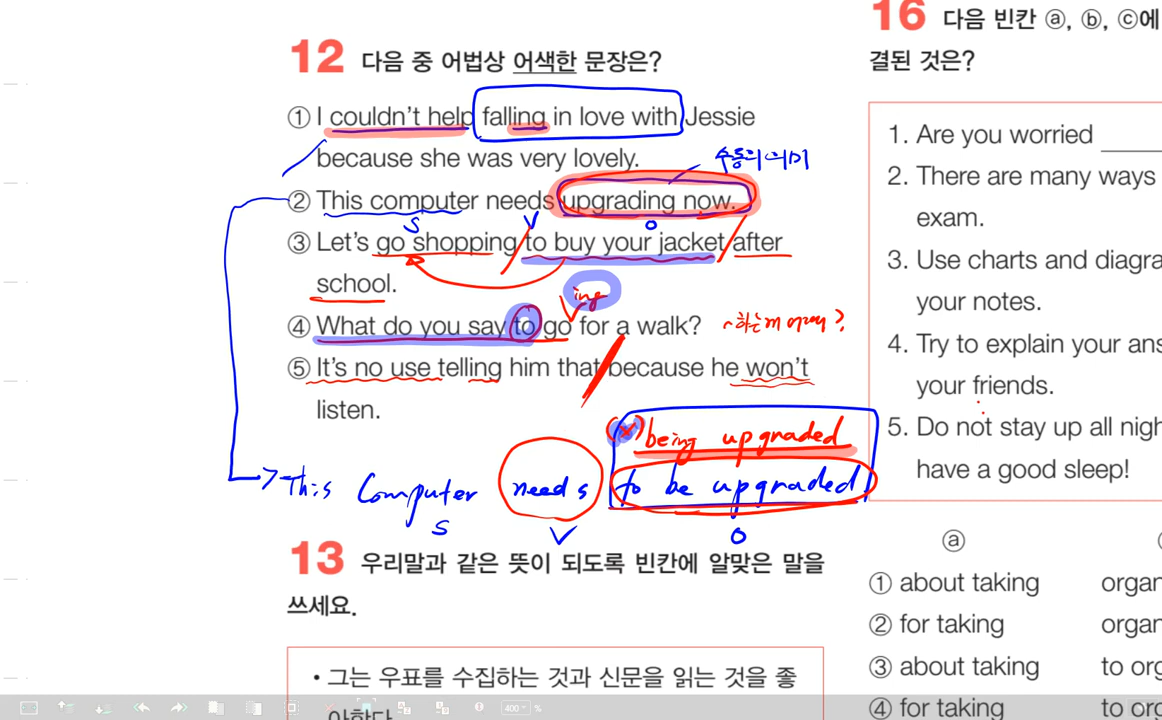 12 다음 중 어법상 어색한 문장은?
① I couldn't help falling in love with Jessie
because she was very lovely.
수동의 의미
② This computer needs upgrading now.
S V O
③ Let's go shopping to buy your jacket after
school.
ing
④ What do you say to go for a walk? ~하는게 어때?
⑤ It's no use telling him that because he won't
listen.
(x) being upgraded
This Computer needs to be upgraded
S V O
13 우리말과 같은 뜻이 되도록 빈칸에 알맞은 말을
쓰세요.
• 그는 우표를 수집하는 것과 신문을 읽는 것을 좋
아한다.
16 다음 빈칸 ⓐ, ⓑ, ⓒ에
결된 것은?
1. Are you worried
2. There are many ways
exam.
3. Use charts and diagra
your notes.
4. Try to explain your ans
your friends.
5. Do not stay up all nigh
have a good sleep!
ⓐ
① about taking organ
② for taking organ
③ about taking to org
④ for taking to org
400 %